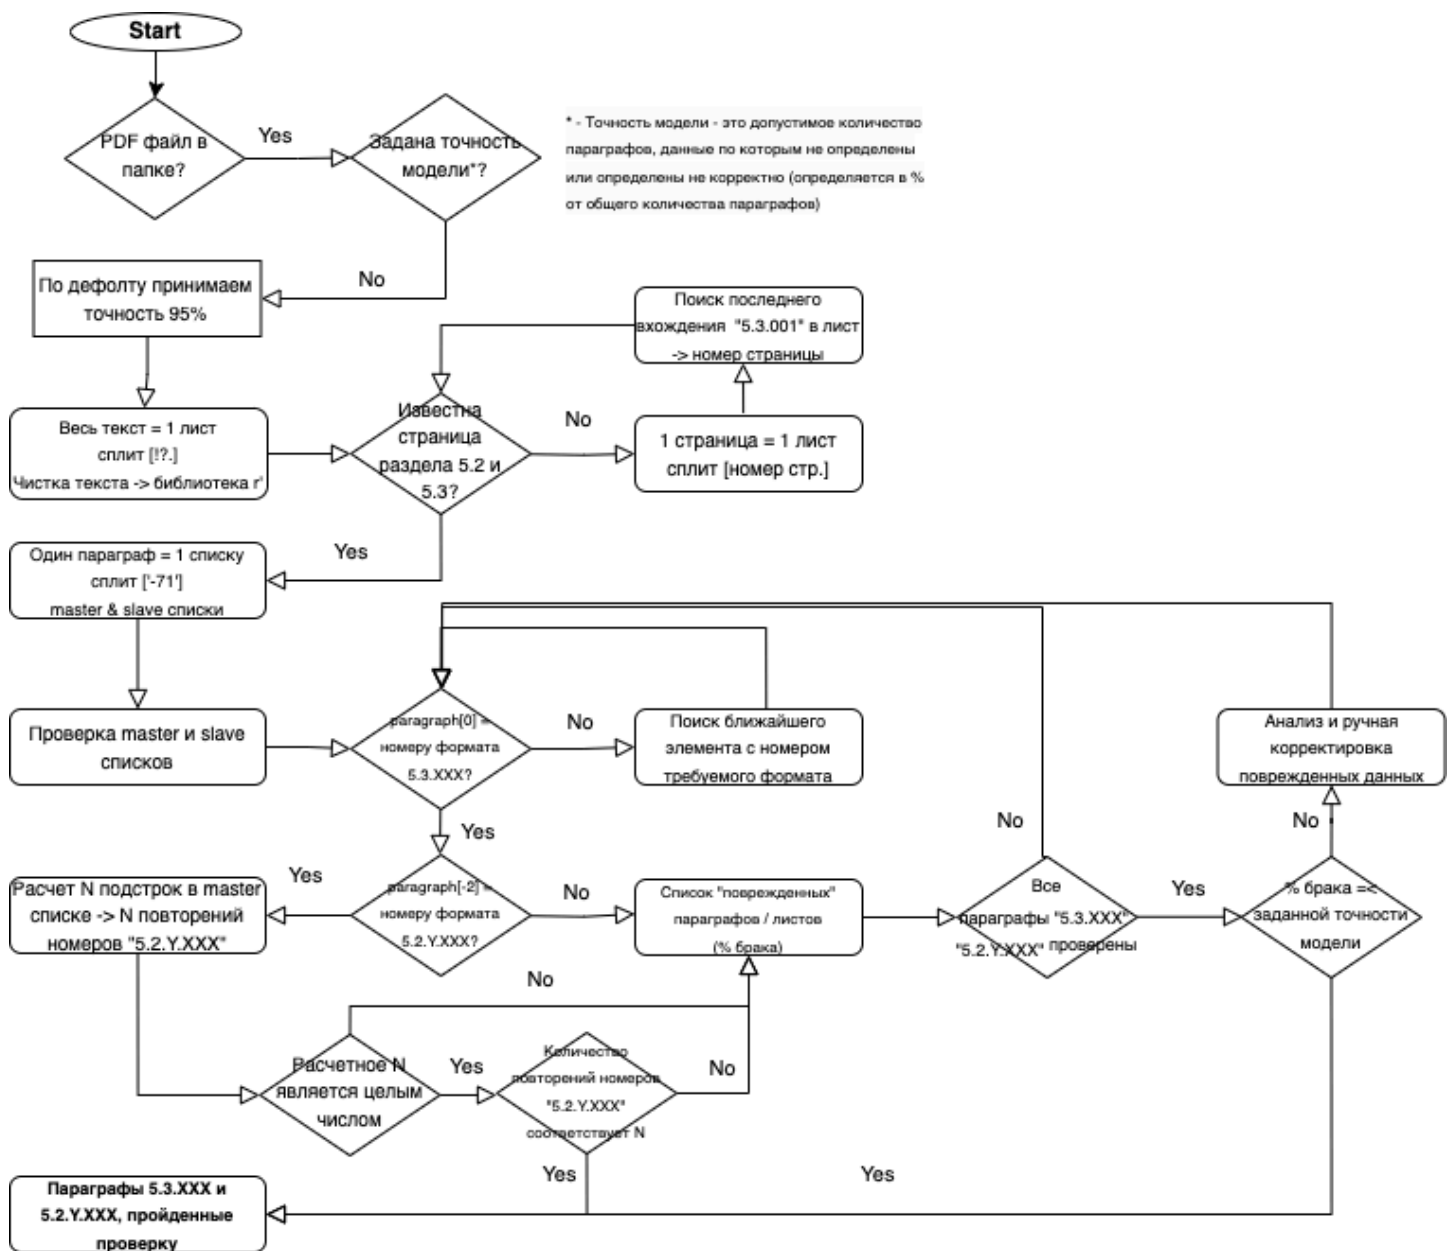 Start
PDF файл в
папке?
Yes
Задана точность
модели*?
* - Точность модели - это допустимое количество
параграфов, данные по которым не определены
или определены не корректно (определяется в %
от общего количества параграфов)
No
По дефолту принимаем
точность 95%
Поиск последнего
вхождения "5.3.001" в лист
-> номер страницы
Весь текст = 1 лист
сплит [!?.]
Чистка текста -> библиотека r'
Известна
страница
раздела 5.2 и
5.3?
No
1 страница = 1 лист
сплит [номер стр.]
Yes
Один параграф = 1 списку
сплит ['-71']
master & slave списки
Проверка master и slave
списков
paragraph[0] =
номеру формата
5.3.XXX?
No
Поиск ближайшего
элемента с номером
требуемого формата
Анализ и ручная
корректировка
поврежденных данных
Yes
No
No
Расчет N подстрок в master
списке -> N повторений
номеров "5.2.Y.XXX"
Yes
paragraph[-2] =
номеру формата
5.2.Y.XXX?
No
Список "поврежденных"
параграфов / листов
(% брака)
Все
параграфы "5.3.XXX"
"5.2.Y.XXX" проверены
Yes
% брака =<
заданной точности
модели
No
Расчетное N
является целым
числом
Yes
Количество
повторений номеров
"5.2.Y.XXX"
соответствует N
No
Yes
Yes
Параграфы 5.3.XXX и
5.2.Y.XXX, пройденные
проверку